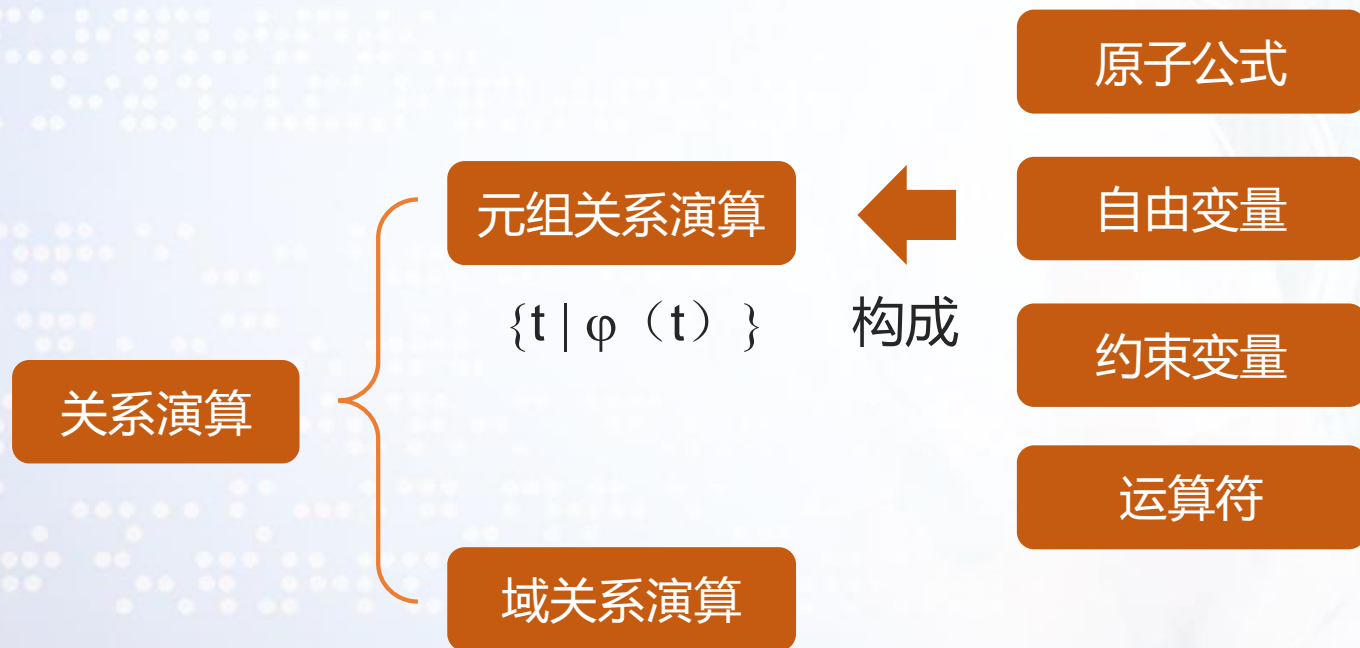 关系演算
元组关系演算
{t | φ（t）}
构成
原子公式
自由变量
约束变量
运算符
域关系演算